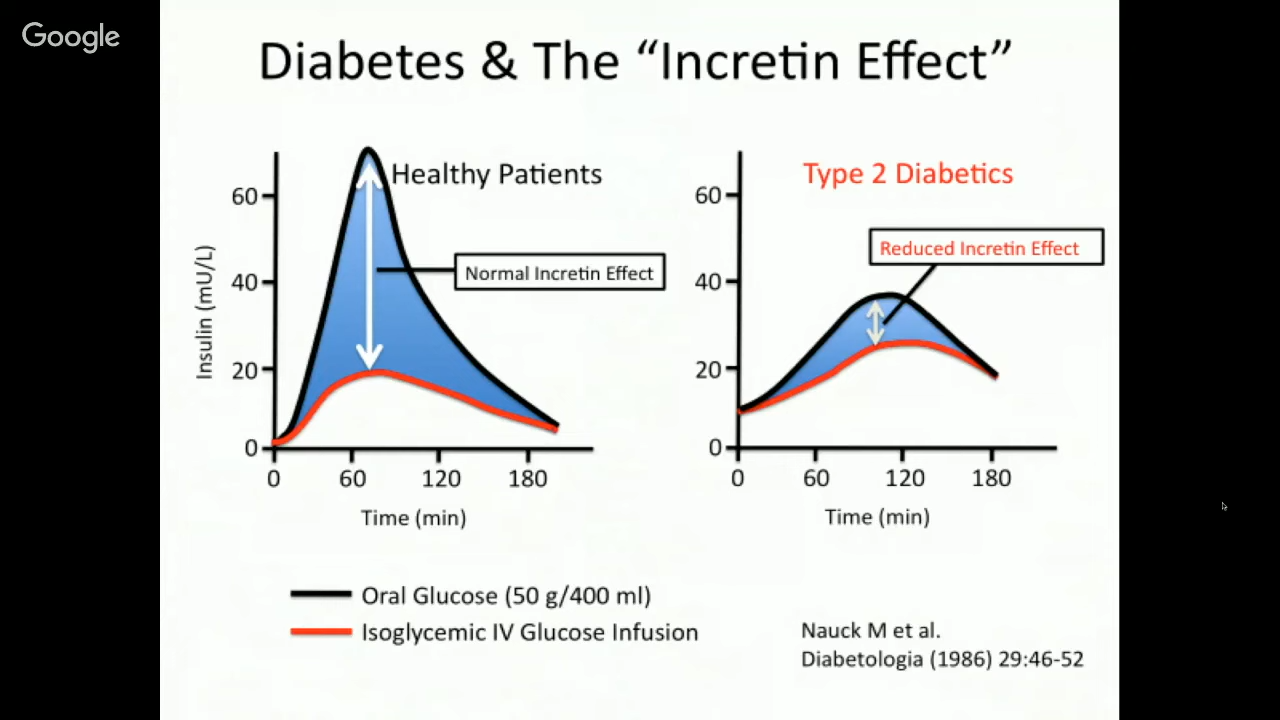 Google
Diabetes & The “Incretin Effect”
Healthy Patients
Normal Incretin Effect
Insulin (mU/L)
60
40
20
0
0 60 120 180
Time (min)
Type 2 Diabetics
Reduced Incretin Effect
60
40
20
0
0 60 120 180
Time (min)
Oral Glucose (50 g/400 ml)
Isoglycemic IV Glucose Infusion
Nauck M et al.
Diabetologia (1986) 29:46-52